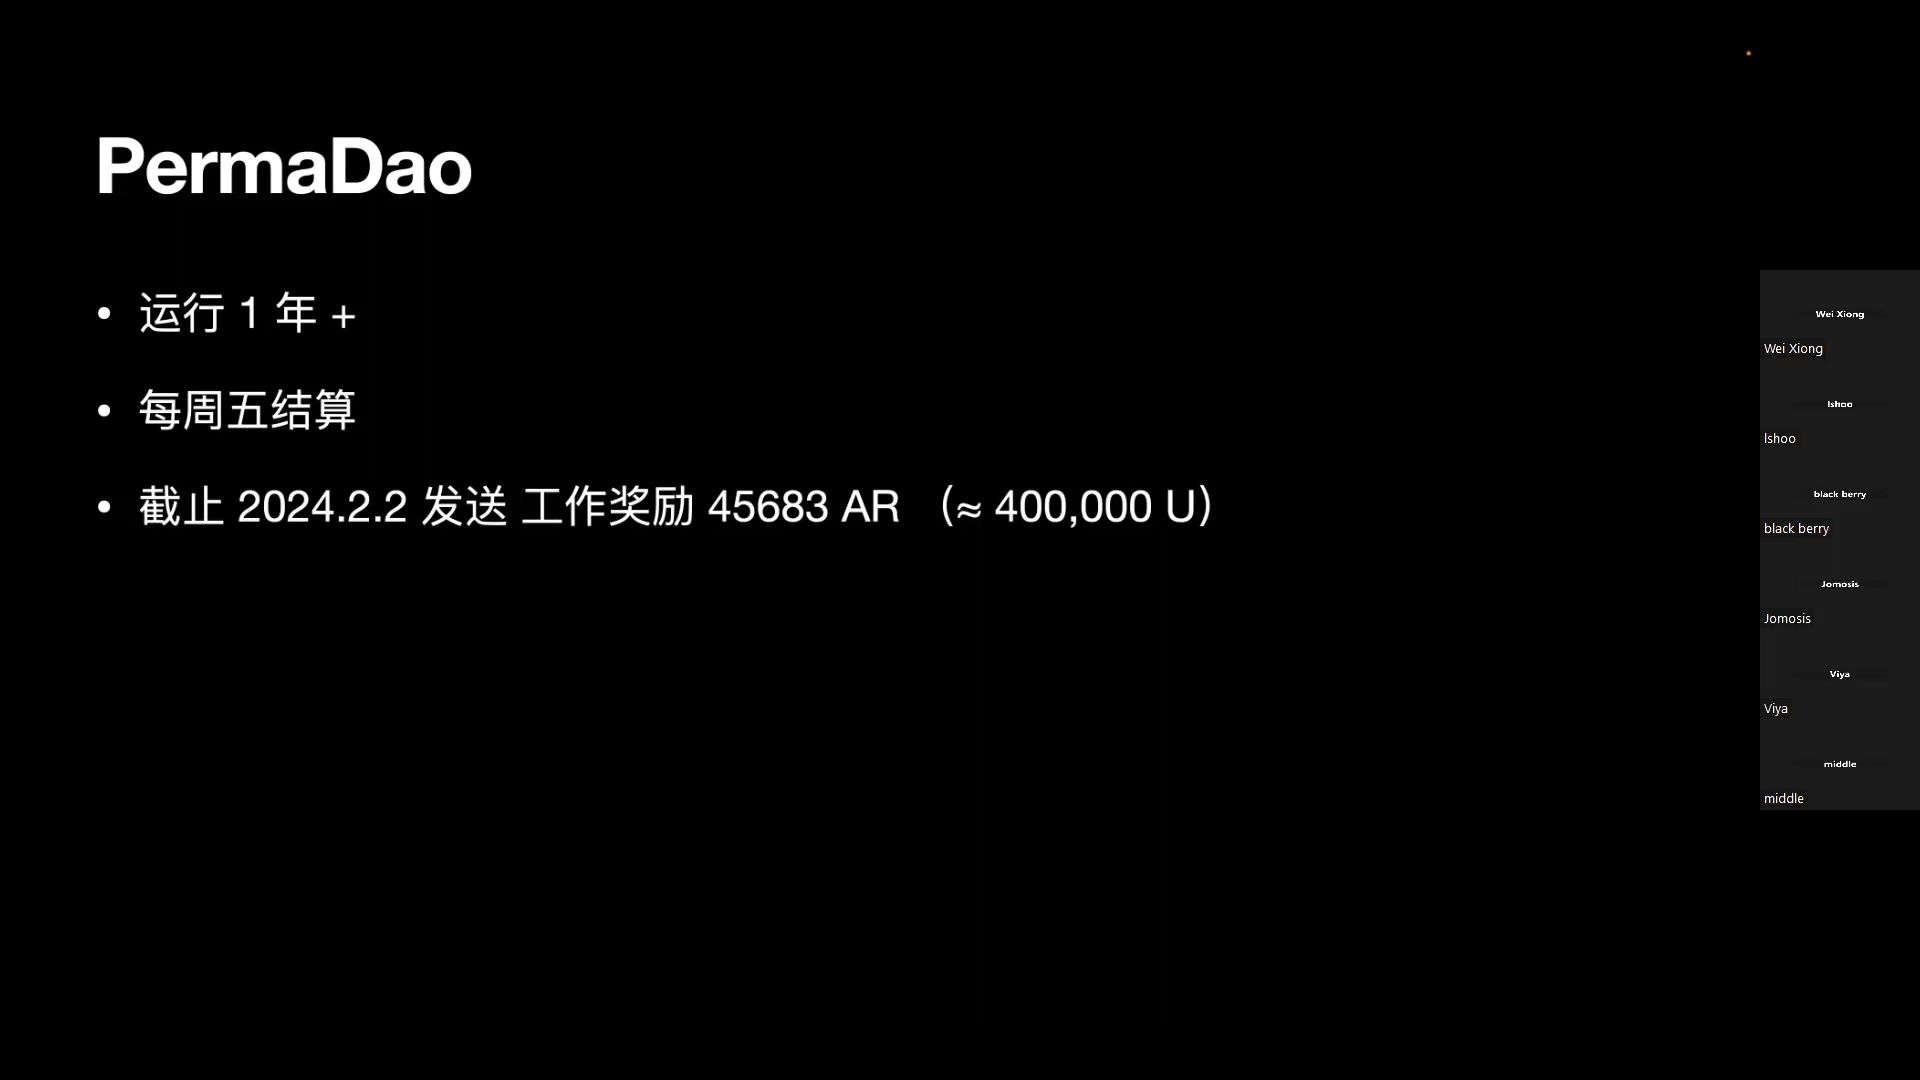 PermaDao
• 运行 1 年 +
• 每周五结算
• 截止 2024.2.2 发送 工作奖励 45683 AR （≈ 400,000 U）
Wei Xiong
Wei Xiong
lshoo
lshoo
black berry
black berry
Jomosis
Jomosis
Viya
Viya
middle
middle